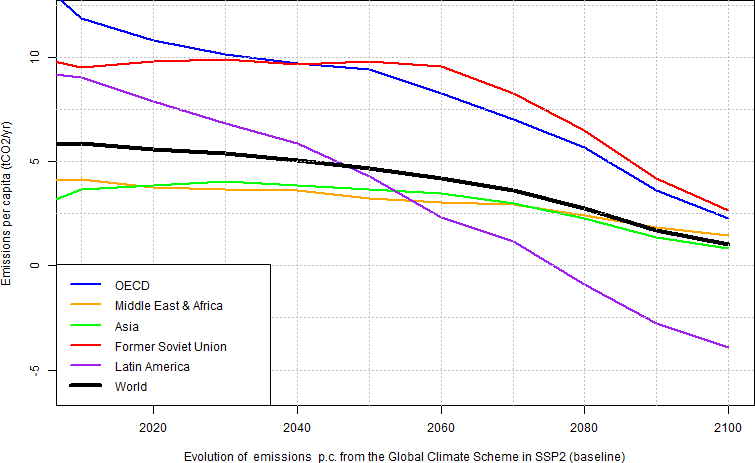 Emissions per capita (tCO2/yr)
10
5
0
-5
OECD
Middle East & Africa
Asia
Former Soviet Union
Latin America
World
2020 2040 2060 2080 2100
Evolution of emissions p.c. from the Global Climate Scheme in SSP2 (baseline)